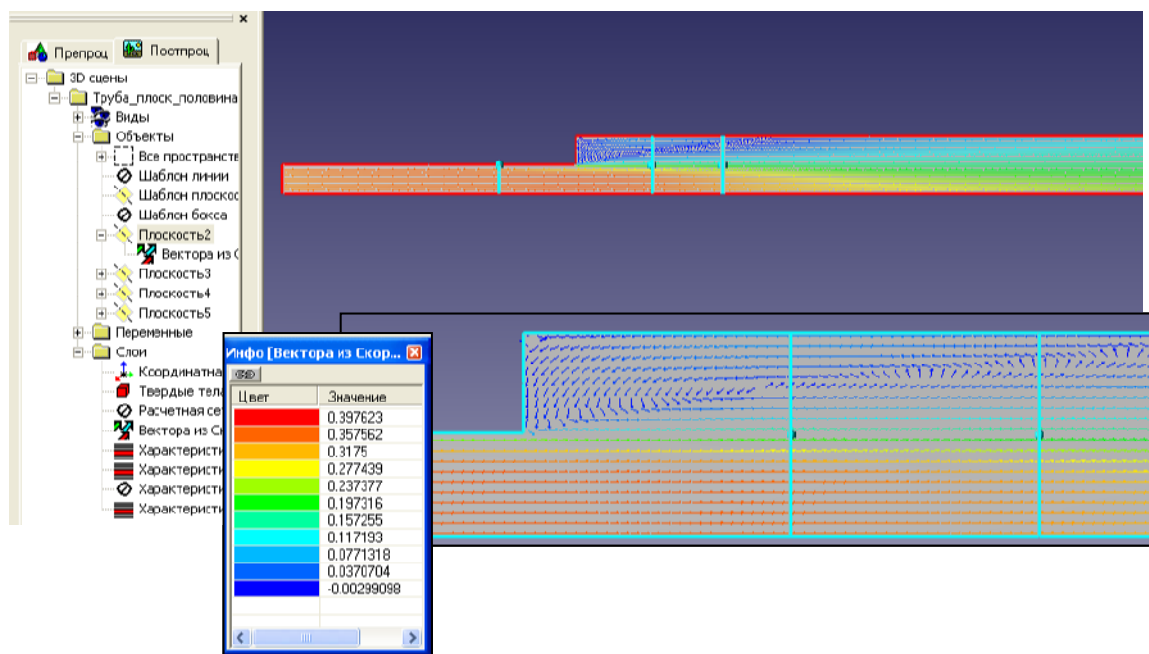 Препроц Постпроц
3D сцены
Труба_плоск_половина
Виды
Объекты
Все пространств
Шаблон линии
Шаблон плоскос
Шаблон бокса
Плоскость2
Вектора из С
Плоскость3
Плоскость4
Плоскость5
Переменные
Слои
Координатна
Твердые тела
Расчетная сет
Вектора из Ск
Характеристи
Характеристи
Характеристи
Характеристи
Инфо [Вектора из Скор...
Цвет Значение
0.397623
0.357562
0.3175
0.277439
0.237377
0.197316
0.157255
0.117193
0.0771318
0.0370704
-0.00299098